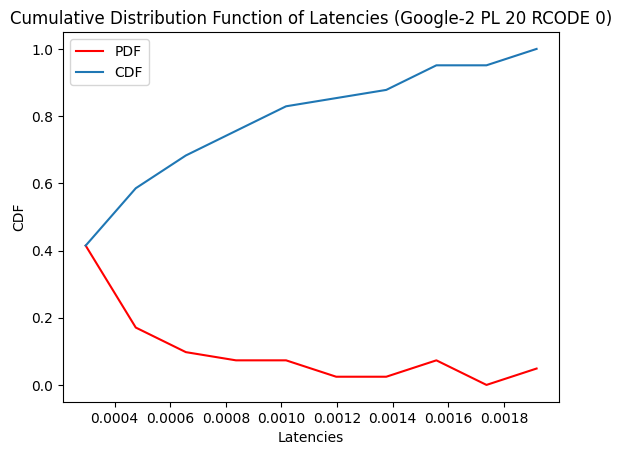 Cumulative Distribution Function of Latencies (Google-2 PL 20 RCODE 0)
PDF
CDF
1.0
0.8
0.6
0.4
0.2
0.0
CDF
0.0004 0.0006 0.0008 0.0010 0.0012 0.0014 0.0016 0.0018
Latencies